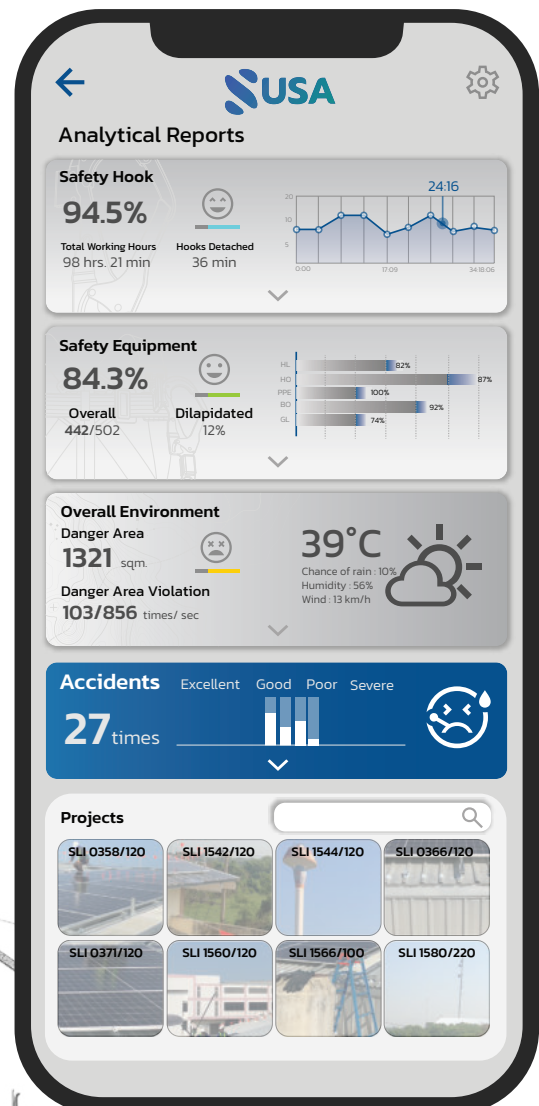 USA
Analytical Reports
Safety Hook
94.5%
Total Working Hours
98 hrs. 21 min
Hooks Detached
36 min
24:16
20
10
5
0:00
17:09
34:18:06
Safety Equipment
84.3%
Overall
442/502
Dilapidated
12%
HL
82%
HO
87%
PPE
100%
BO
92%
GL
74%
Overall Environment
Danger Area
1321 sqm.
Danger Area Violation
103/856 times/ sec
39°C
Chance of rain : 10%
Humidity : 56%
Wind : 13 km/h
Accidents
Excellent Good Poor Severe
27 times
Projects
SLI 0358/120
SLI 1542/120
SLI 1544/120
SLI 0366/120
SLI 0371/120
SLI 1560/120
SLI 1566/100
SLI 1580/220